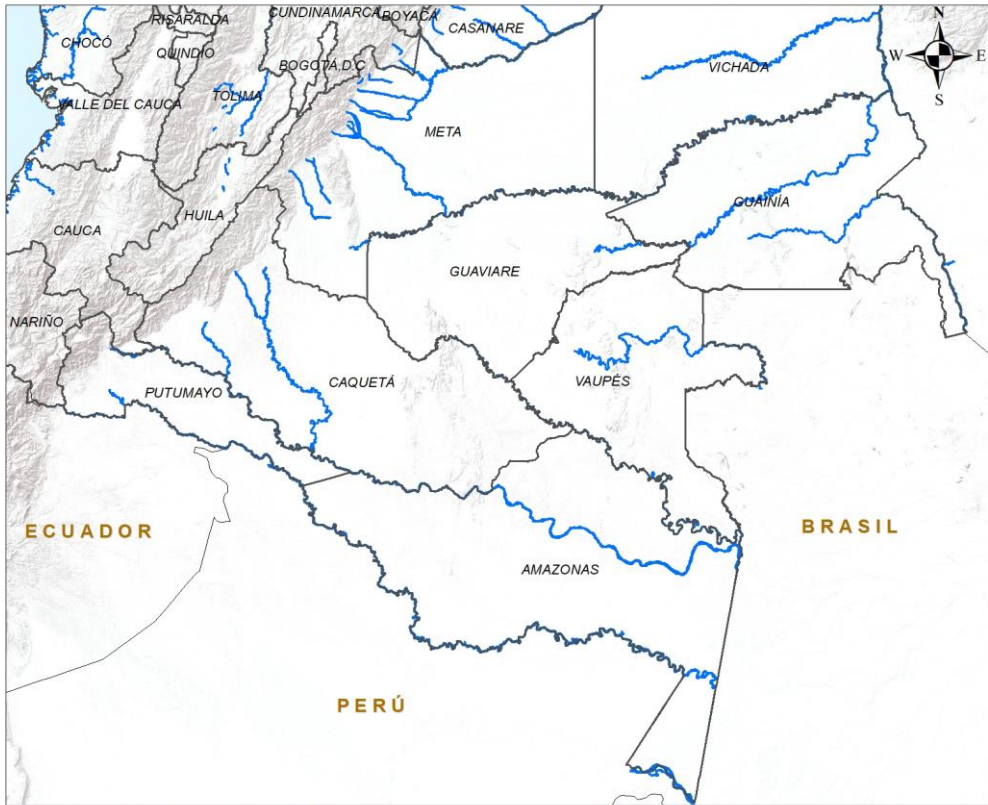 CUNDINAMARCA
BOYACÁ
RISARALDA
N
CASANARE
CHOCÓ
QUINDIO
W
E
BOGOTÁ,D.C
VICHADA
S
TOLIMA
VALLE DEL CAUCA
META
GUAINÍA
HUILA
CAUCA
GUAVIARE
NARIÑO
VAUPÉS
CAQUETÁ
PUTUMAYO
ECUADOR
BRASIL
AMAZONAS
PERÚ